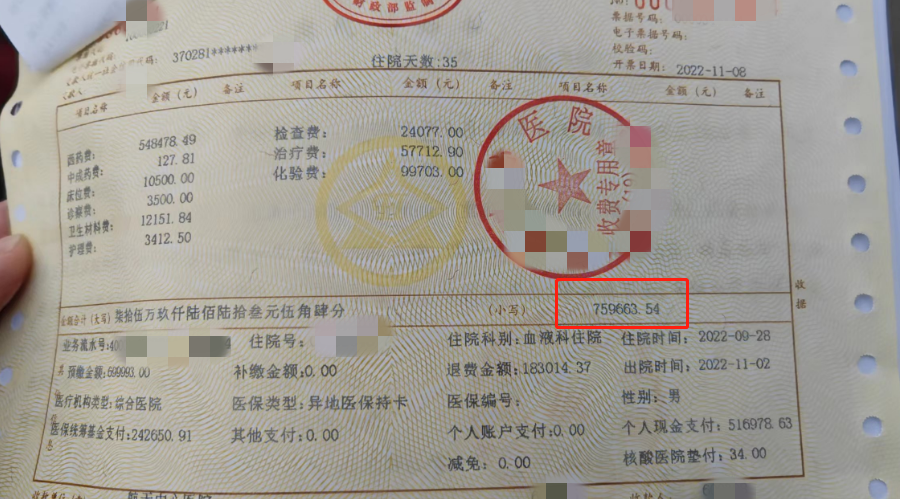 财政部监制
票据号码:
电子票据号码:
校验码:
开票日期: 2022-11-08
370281******
住院天数:35
项目名称 金额(元) 备注 项目名称 金额(元) 备注 项目名称 金额(元) 备注
西药费: 548478.49 检查费: 24077.00
中成药费: 127.81 治疗费: 57712.90
床位费: 10500.00 化验费: 99703.00
诊察费: 3500.00
卫生材料费: 12151.84
护理费: 3412.50
医院
收费专用章
收据
金额合计(大写)柒拾伍万玖仟陆佰陆拾叁元伍角肆分 (小写) 759663.54
业务流水号: 住院号: 住院科别:血液科住院 住院时间: 2022-09-28
预缴金额:699993.00 补缴金额:0.00 退费金额:183014.37 出院时间: 2022-11-02
医疗机构类型:综合医院 医保类型:异地医保持卡 医保编号: 性别: 男
医保统筹基金支付:242650.91 其他支付:0.00 个人账户支付:0.00 个人现金支付:516978.63
减免: 0.00 核酸医院垫付: 34.00